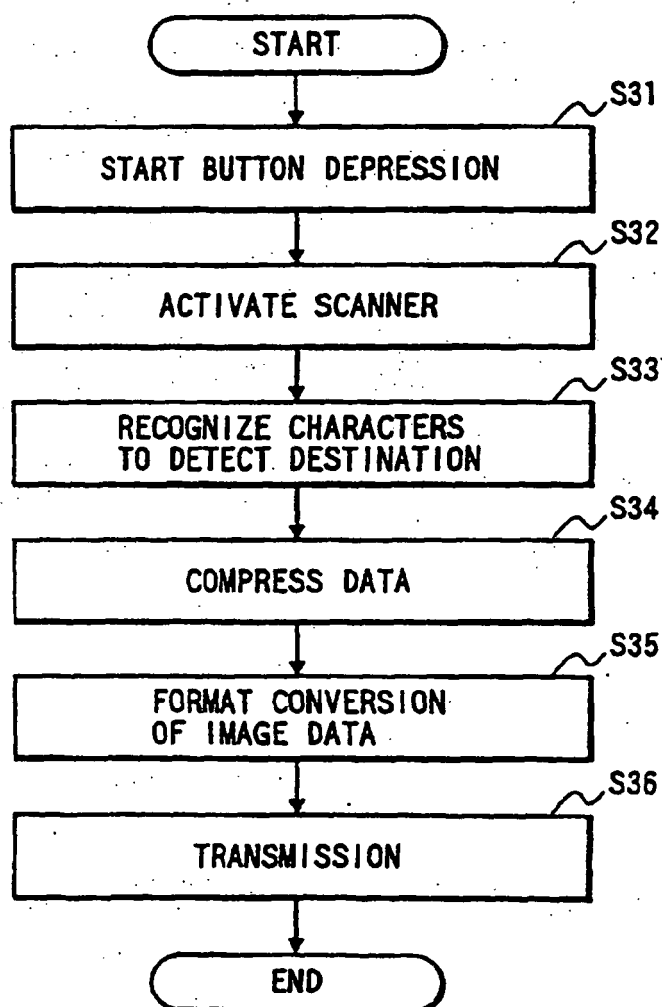 START
S31
START BUTTON DEPRESSION
S32
ACTIVATE SCANNER
S33
RECOGNIZE CHARACTERS
TO DETECT DESTINATION
S34
COMPRESS DATA
S35
FORMAT CONVERSION
OF IMAGE DATA
S36
TRANSMISSION
END